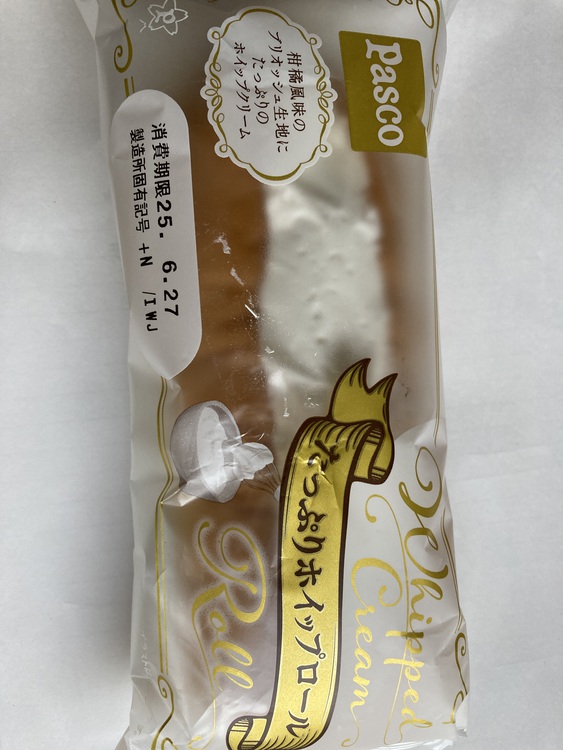 Pasco
柑橘風味の
ブリオッシュ生地に
たっぷりの
ホイップクリーム
消費期限25. 6.27
製造所固有記号 +N /IWJ
たっぷりホイップロール
Whipped
Cream
Roll